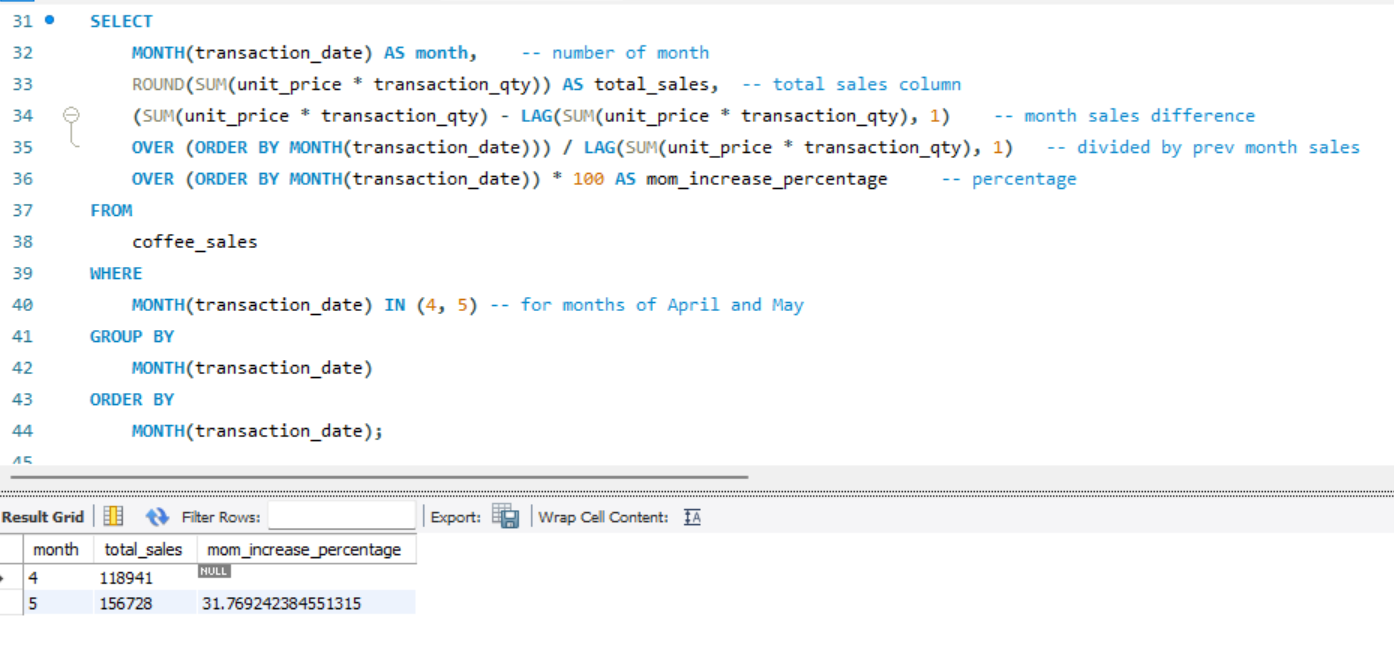 31 SELECT
32 MONTH(transaction_date) AS month, -- number of month
33 ROUND(SUM(unit_price * transaction_qty)) AS total_sales, -- total sales column
34 (SUM(unit_price * transaction_qty) - LAG(SUM(unit_price * transaction_qty), 1) -- month sales difference
35 OVER (ORDER BY MONTH(transaction_date))) / LAG(SUM(unit_price * transaction_qty), 1) -- divided by prev month sales
36 OVER (ORDER BY MONTH(transaction_date)) * 100 AS mom_increase_percentage -- percentage
37 FROM
38 coffee_sales
39 WHERE
40 MONTH(transaction_date) IN (4, 5) -- for months of April and May
41 GROUP BY
42 MONTH(transaction_date)
43 ORDER BY
44 MONTH(transaction_date);
45
Result Grid Filter Rows: Export: Wrap Cell Content: IA
month total_sales mom_increase_percentage
4 118941 NULL
5 156728 31.769242384551315